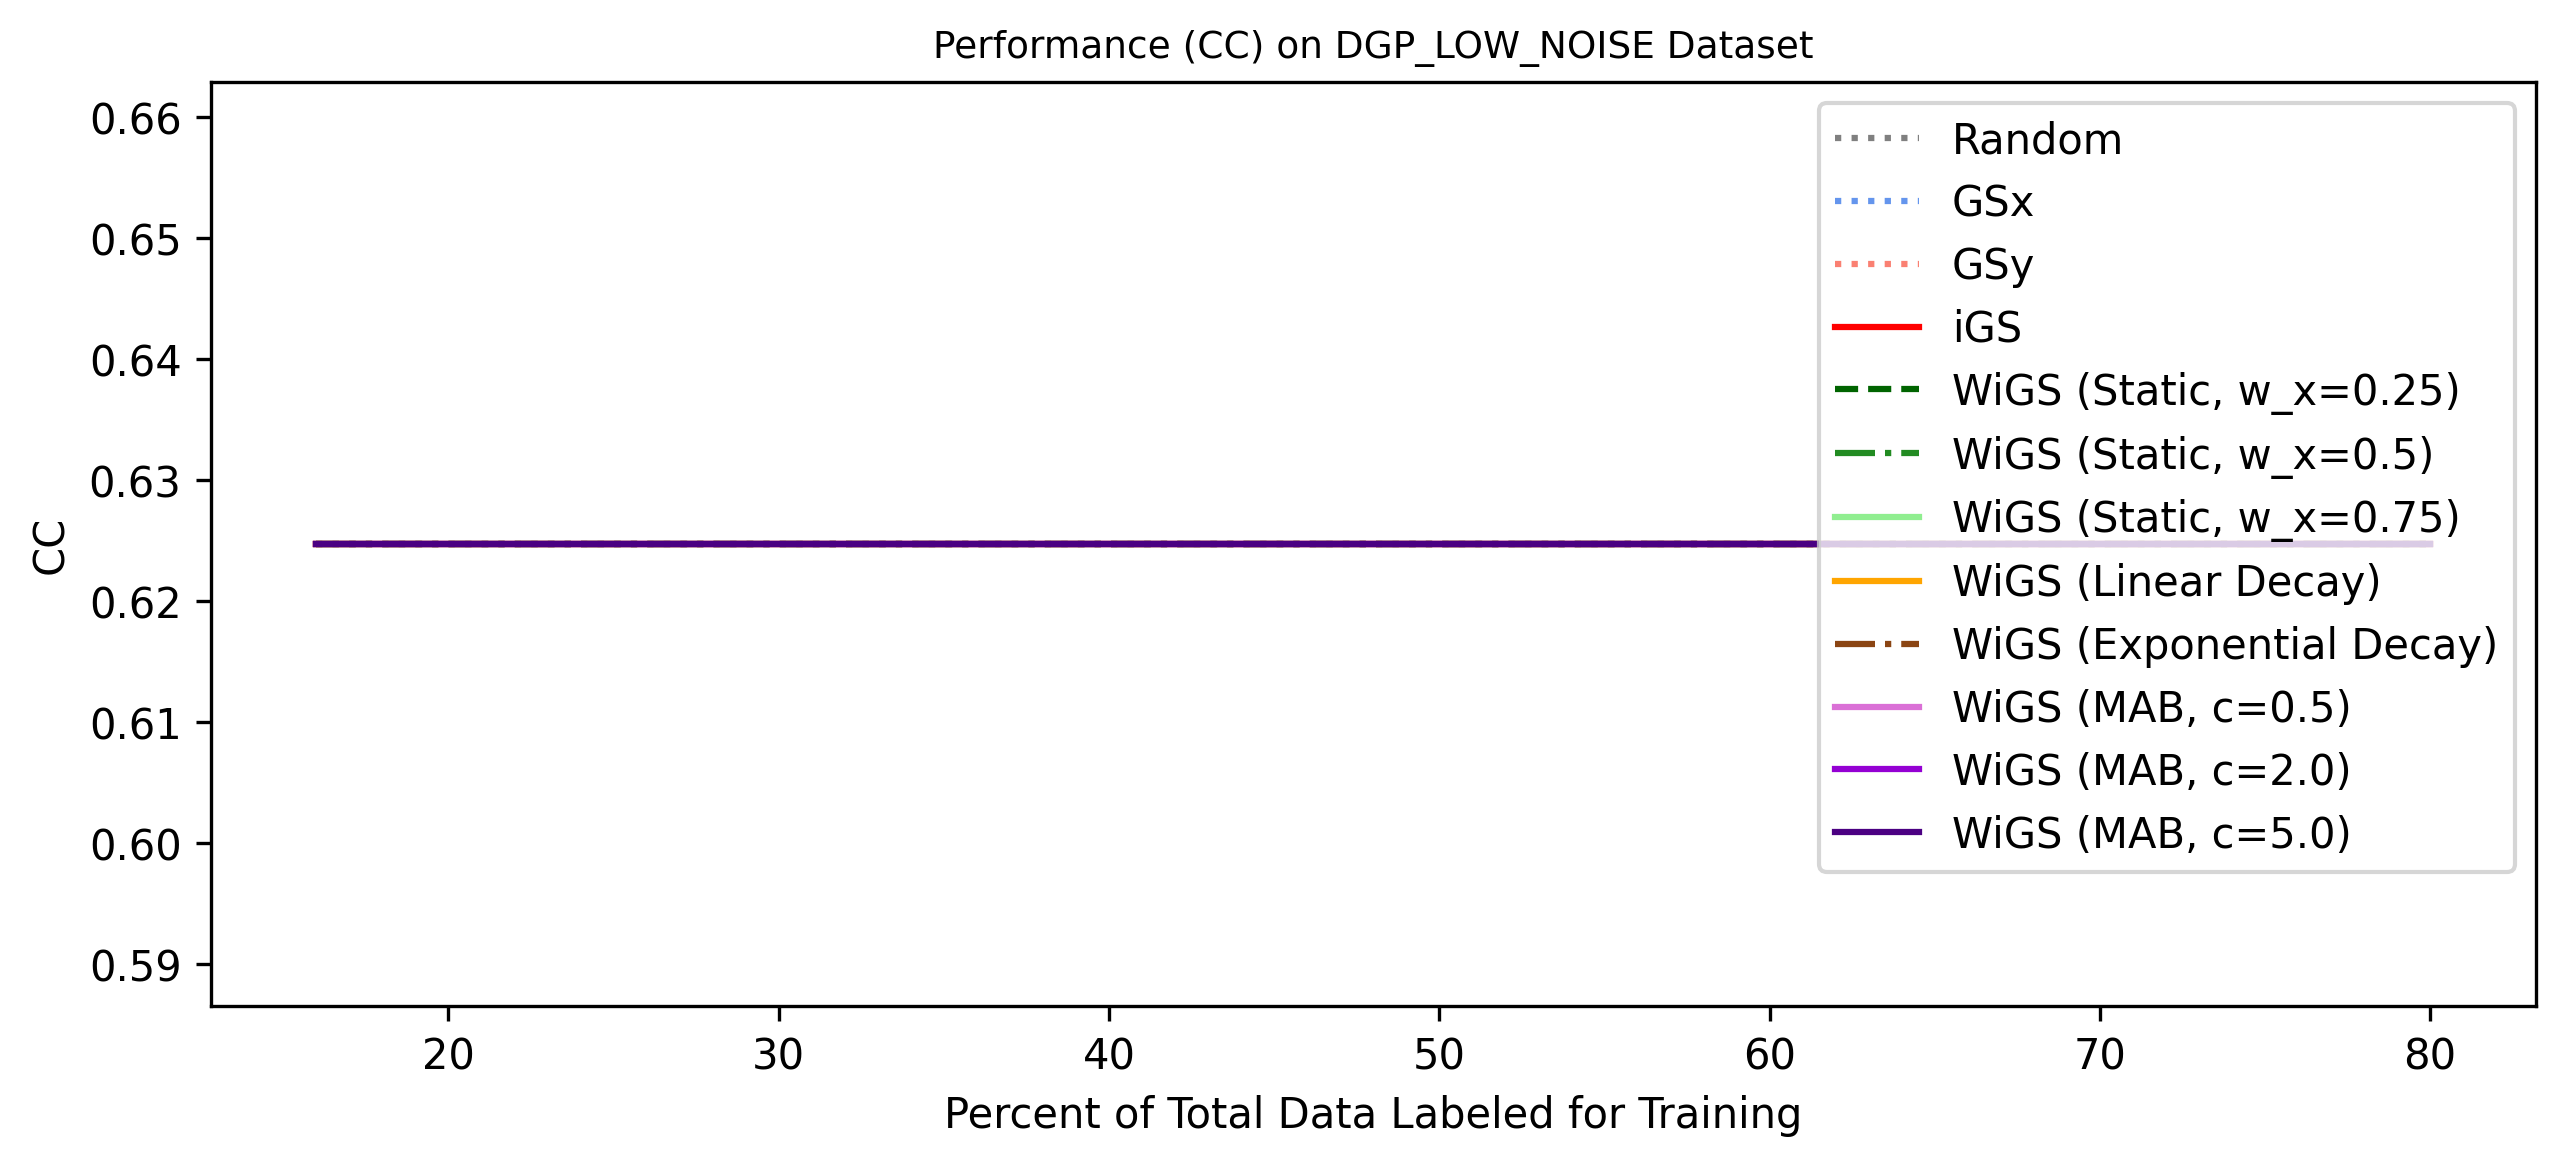 Performance (CC) on DGP_LOW_NOISE Dataset
0.66
0.65
0.64
0.63
0.62
0.61
0.60
0.59
CC
Random
GSx
GSy
iGS
WiGS (Static, w_x=0.25)
WiGS (Static, w_x=0.5)
WiGS (Static, w_x=0.75)
WiGS (Linear Decay)
WiGS (Exponential Decay)
WiGS (MAB, c=0.5)
WiGS (MAB, c=2.0)
WiGS (MAB, c=5.0)
20 30 40 50 60 70 80
Percent of Total Data Labeled for Training